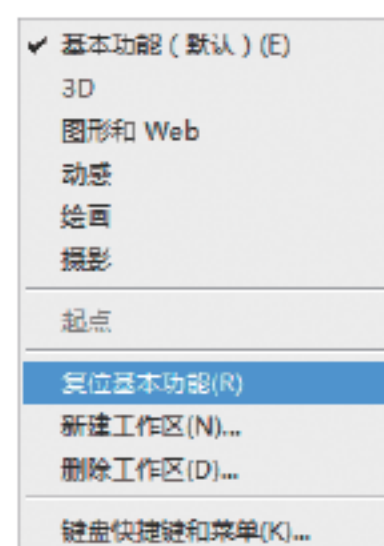 ✔ 基本功能(默认)(E)
3D
图形和 Web
动感
绘画
摄影
起点
复位基本功能(R)
新建工作区(N)...
删除工作区(D)...
键盘快捷键和菜单(K)...